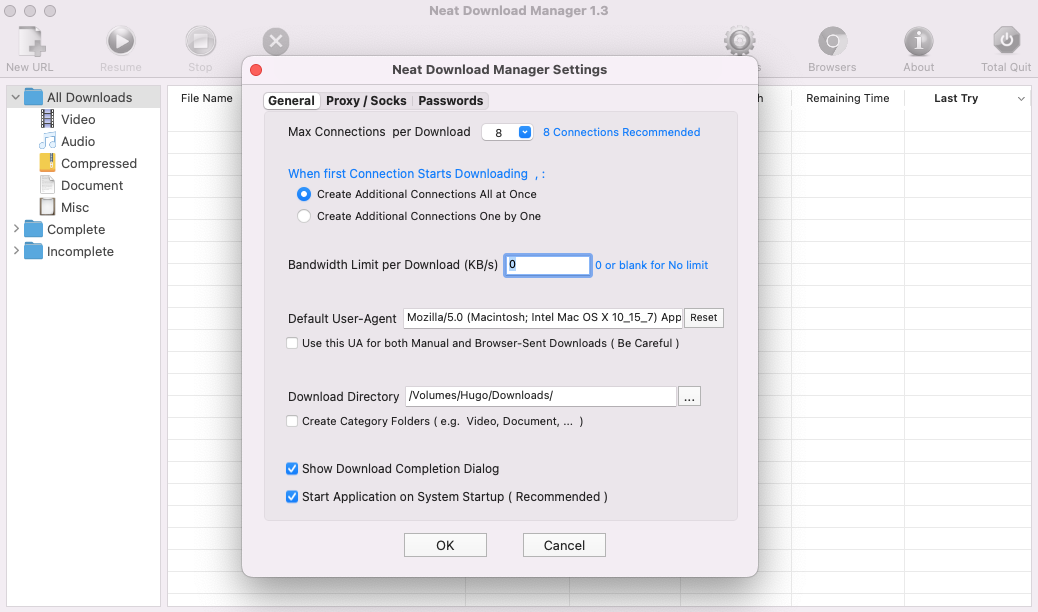 Neat Download Manager 1.3
New URL
Resume
Stop
Browsers
About
Total Quit
All Downloads
Video
Audio
Compressed
Document
Misc
Complete
Incomplete
File Name
Remaining Time
Last Try
Neat Download Manager Settings
General
Proxy / Socks
Passwords
Max Connections per Download
8
8 Connections Recommended
When first Connection Starts Downloading , :
Create Additional Connections All at Once
Create Additional Connections One by One
Bandwidth Limit per Download (KB/s)
0
0 or blank for No limit
Default User-Agent
Mozilla/5.0 (Macintosh; Intel Mac OS X 10_15_7) App
Reset
Use this UA for both Manual and Browser-Sent Downloads ( Be Careful )
Download Directory
/Volumes/Hugo/Downloads/
...
Create Category Folders ( e.g. Video, Document, ... )
Show Download Completion Dialog
Start Application on System Startup ( Recommended )
OK
Cancel